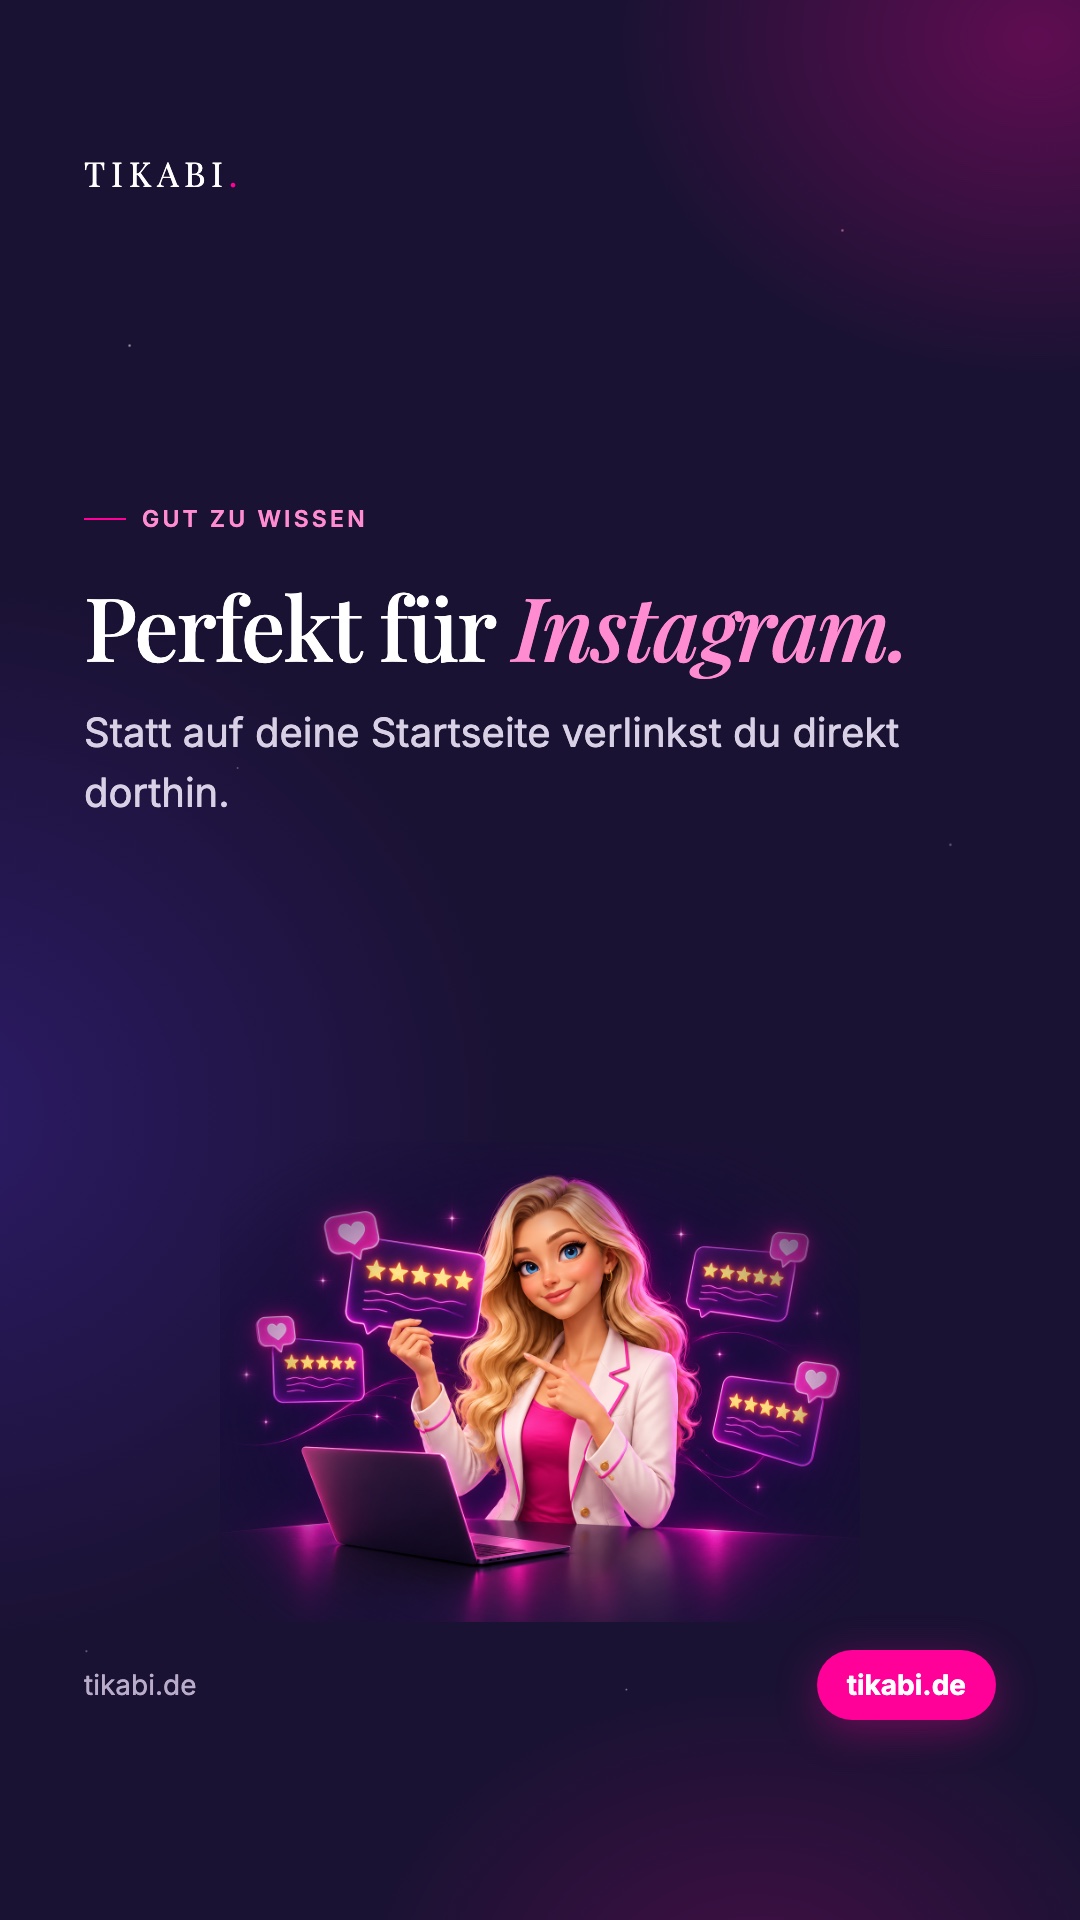 TIKABI.
GUT ZU WISSEN
Perfekt für Instagram.
Statt auf deine Startseite verlinkst du direkt
dorthin.
tikabi.de
tikabi.de